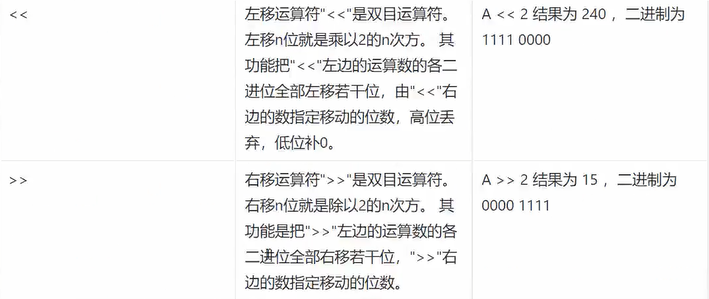 <<
左移运算符"<<"是双目运算符。
左移n位就是乘以2的n次方。 其
功能把"<<"左边的运算数的各二
进位全部左移若干位，由"<<"右
边的数指定移动的位数，高位丢
弃，低位补0。
A << 2 结果为 240 ，二进制为
1111 0000
>>
右移运算符">>"是双目运算符。
右移n位就是除以2的n次方。 其
功能是把">>"左边的运算数的各
二进位全部右移若干位，">>"右
边的数指定移动的位数。
A >> 2 结果为 15 ，二进制为
0000 1111